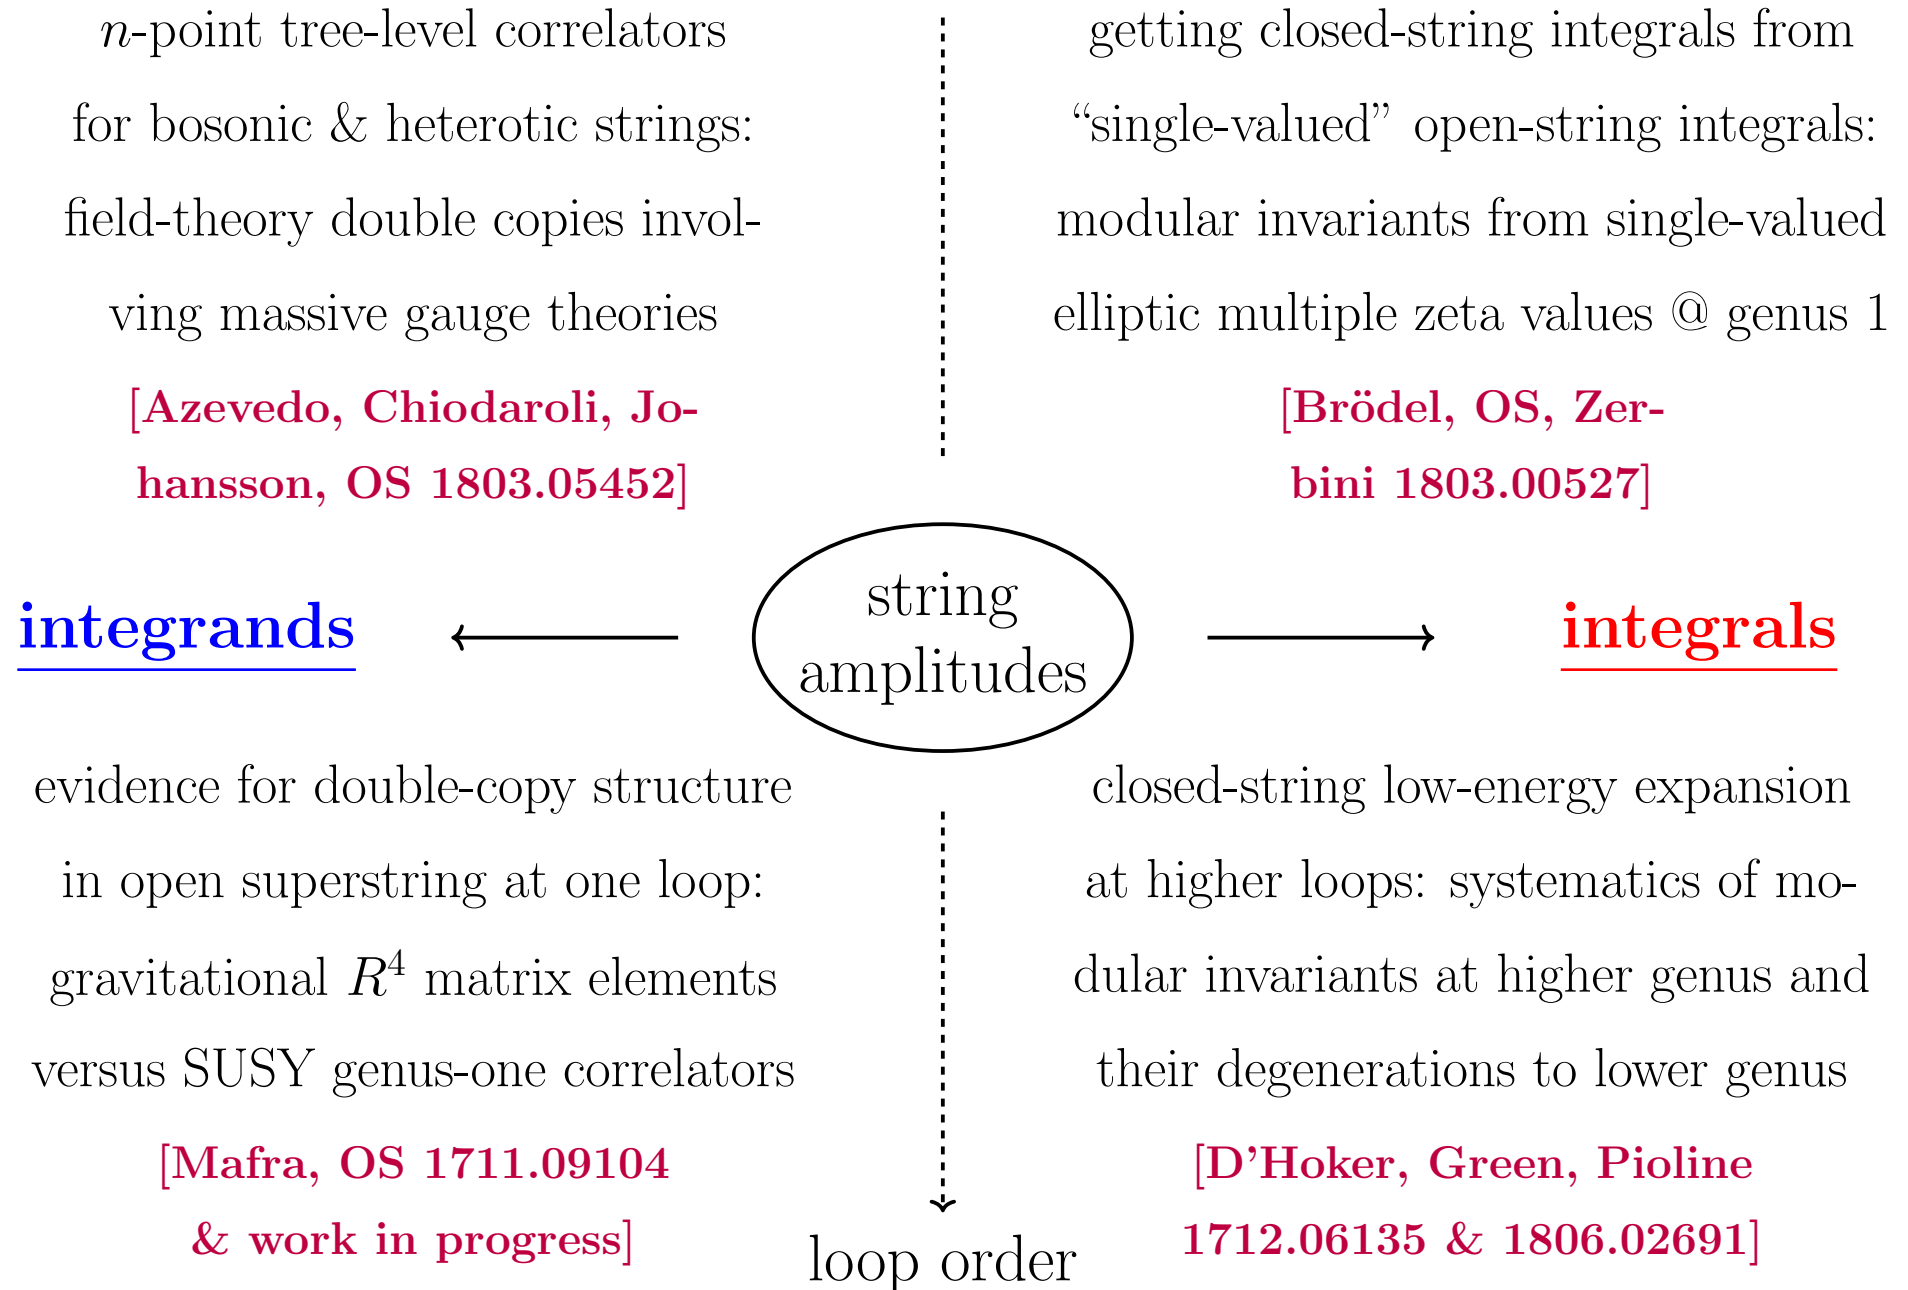 n-point tree-level correlators
for bosonic & heterotic strings:
field-theory double copies invol-
ving massive gauge theories
[Azevedo, Chiodaroli, Jo-
hansson, OS 1803.05452]
getting closed-string integrals from
“single-valued” open-string integrals:
modular invariants from single-valued
elliptic multiple zeta values @ genus 1
[Brödel, OS, Zer-
bini 1803.00527]
integrands
string
amplitudes
integrals
evidence for double-copy structure
in open superstring at one loop:
gravitational R⁴ matrix elements
versus SUSY genus-one correlators
[Mafra, OS 1711.09104
& work in progress]
closed-string low-energy expansion
at higher loops: systematics of mo-
dular invariants at higher genus and
their degenerations to lower genus
[D’Hoker, Green, Pioline
1712.06135 & 1806.02691]
loop order